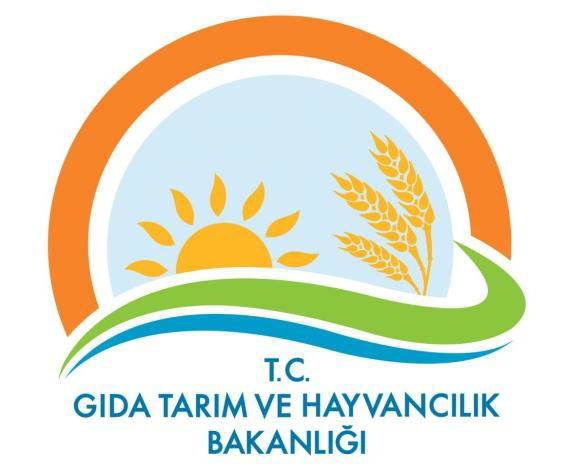 T.C.
GIDA TARIM VE HAYVANCILIK
BAKANLIĞI